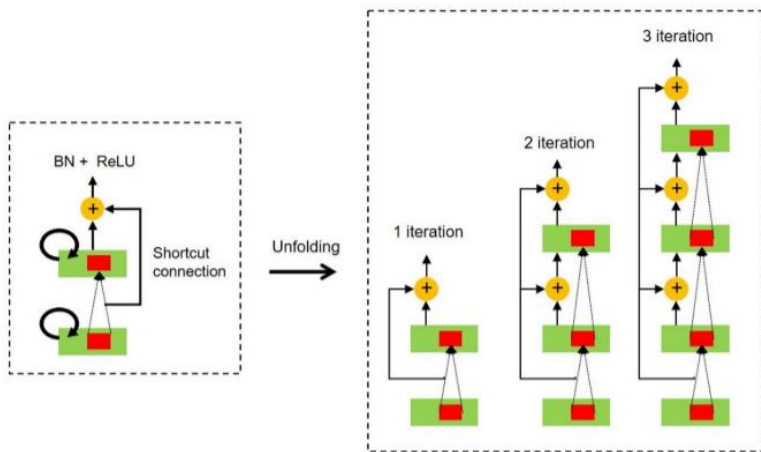 BN + ReLU
+
Shortcut
connection
Unfolding
1 iteration
+
2 iteration
+
+
3 iteration
+
+
+